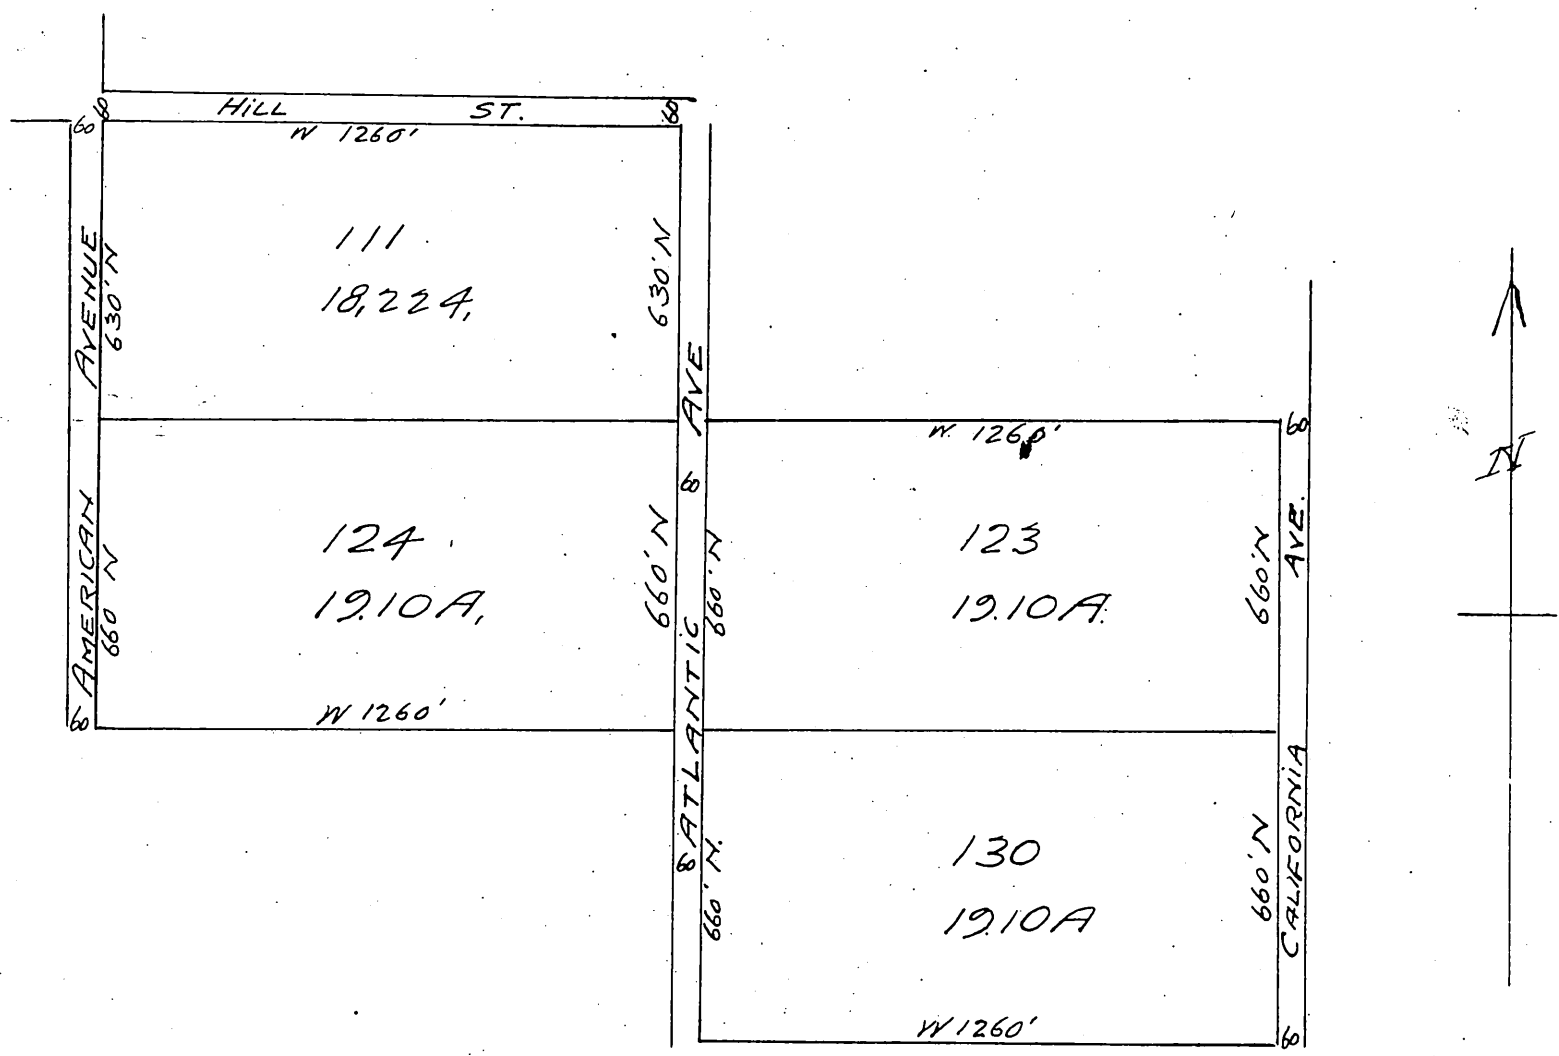 HILL ST.
60
60
60
W 1260'
111
18,224,
630'N
630'N
AMERICAN AVENUE
ATLANTIC AVE
W. 1260'
60
60
124
19.10A,
660 N
660'N
660'N
123
19.10A.
660'N
CALIFORNIA AVE.
N
W 1260'
60
60
130
19.10A
660'N.
660'N
W 1260'
60